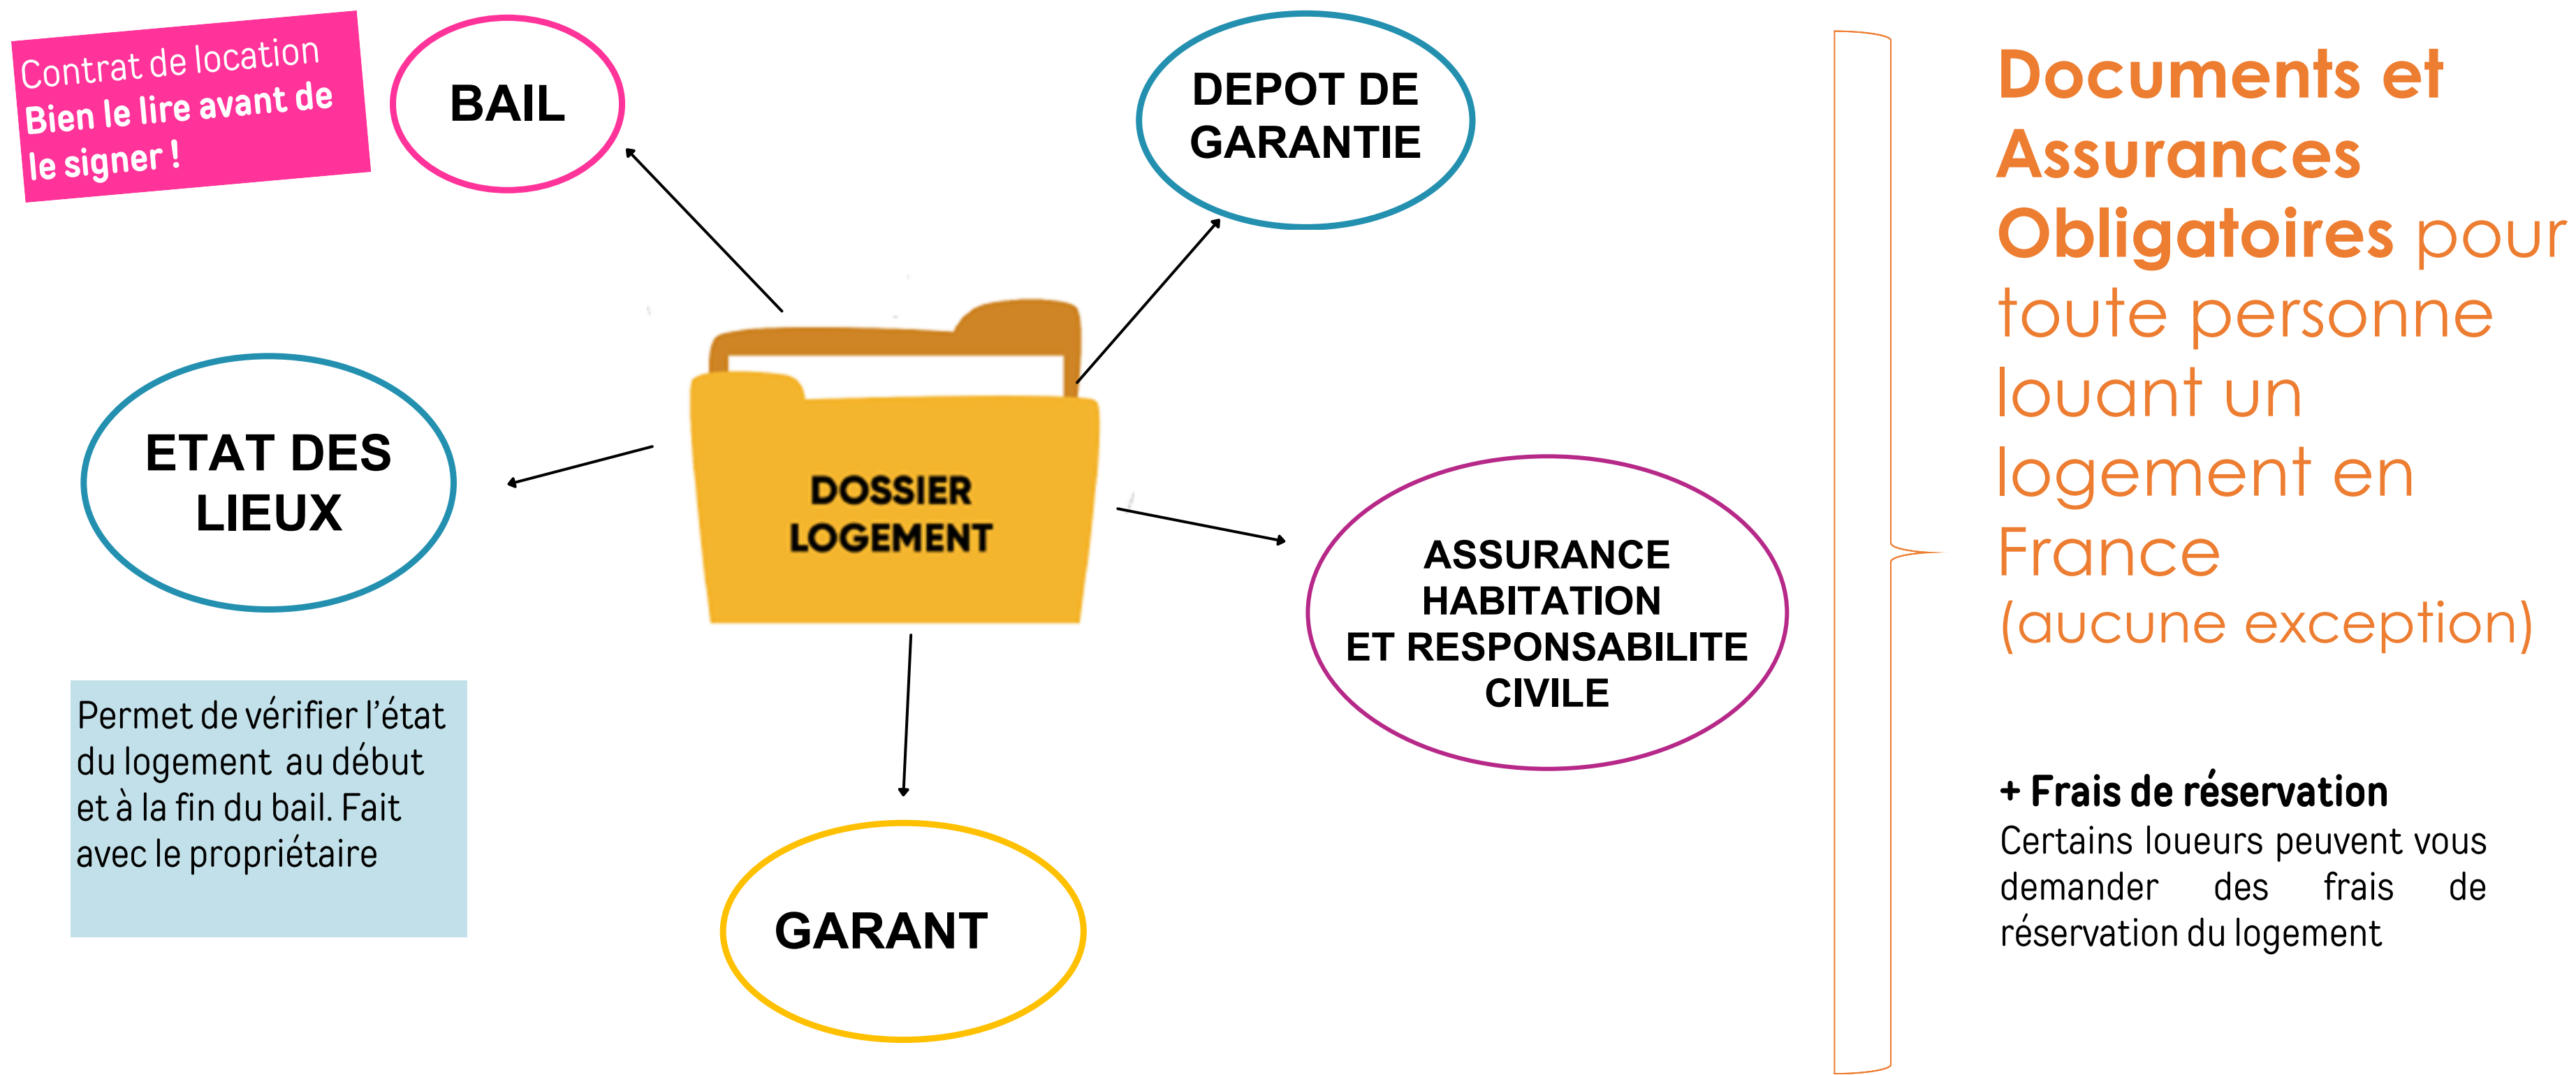 Contrat de location
Bien le lire avant de
le signer !
BAIL
DEPOT DE
GARANTIE
ETAT DES
LIEUX
DOSSIER
LOGEMENT
ASSURANCE
HABITATION
ET RESPONSABILITE
CIVILE
Permet de vérifier l’état
du logement au début
et à la fin du bail. Fait
avec le propriétaire
GARANT
Documents et
Assurances
Obligatoires pour
toute personne
louant un
logement en
France
(aucune exception)
+ Frais de réservation
Certains loueurs peuvent vous
demander des frais de
réservation du logement